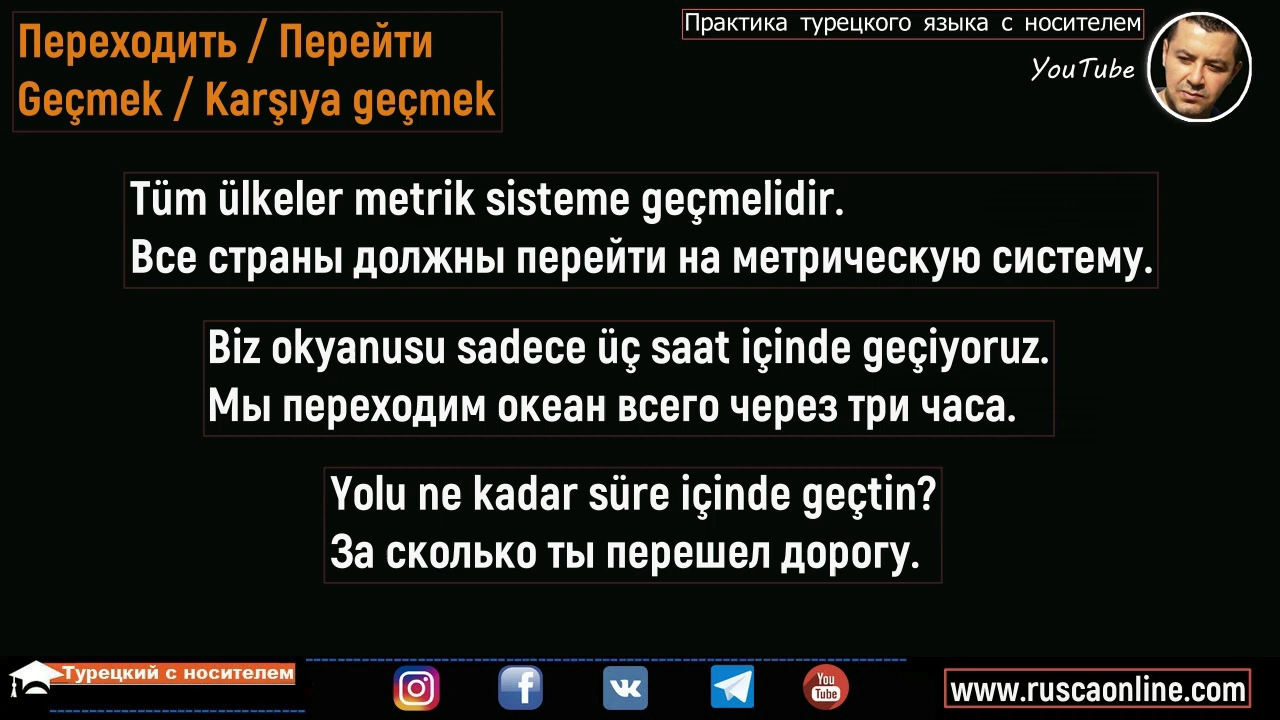 Переходить / Перейти
Geçmek / Karşıya geçmek
Практика турецкого языка с носителем
YouTube
Tüm ülkeler metrik sisteme geçmelidir.
Все страны должны перейти на метрическую систему.
Biz okyanusu sadece üç saat içinde geçiyoruz.
Мы переходим океан всего через три часа.
Yolu ne kadar süre içinde geçtin?
За сколько ты перешел дорогу.
Турецкий с носителем
You
Tube
www.ruscaonline.com